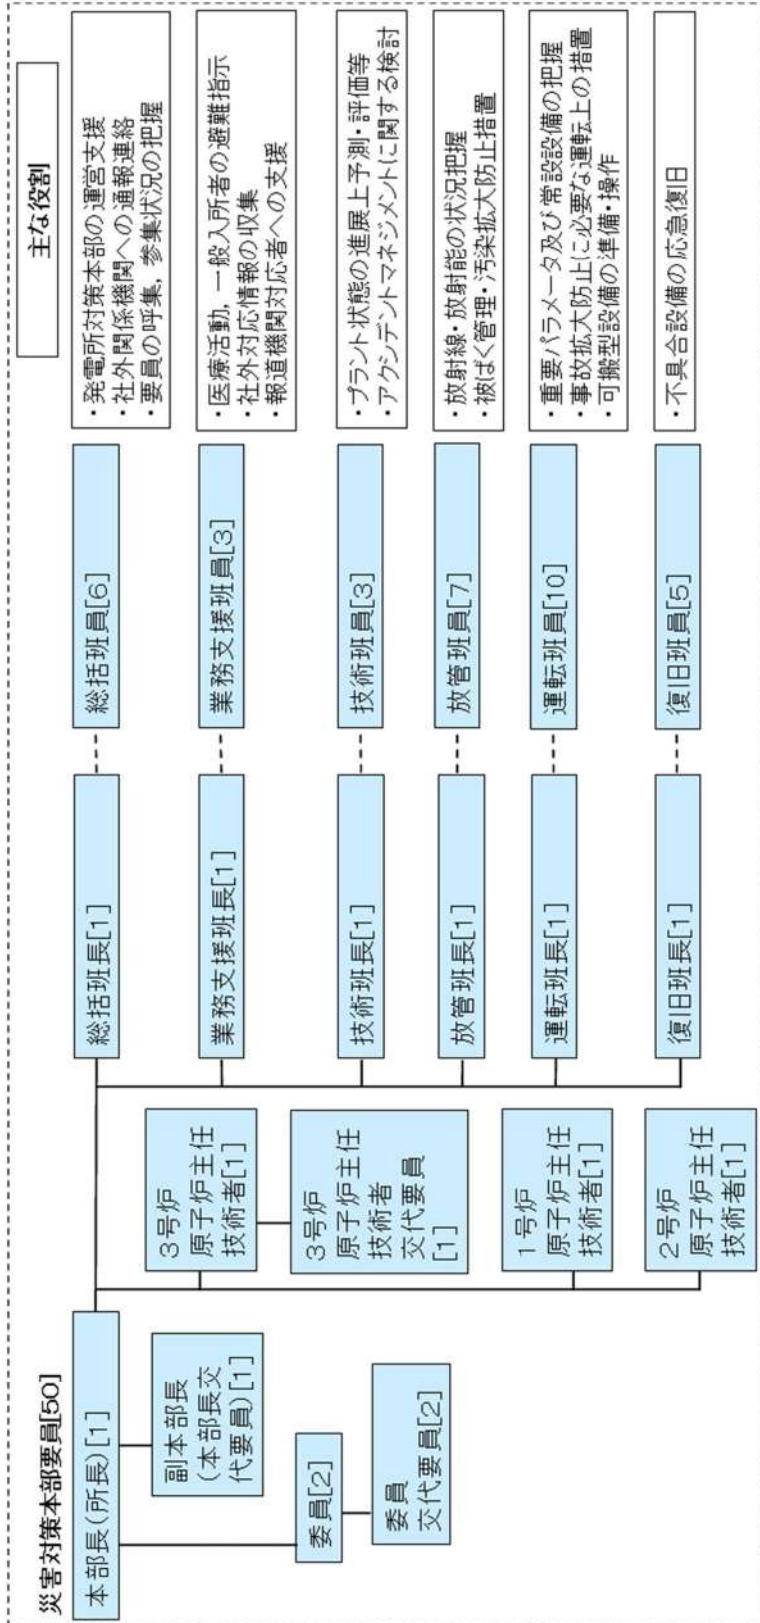 災害対策本部要員[50]
本部長(所長)[1]
副本部長
(本部長交
代要員)[1]
委員[2]
委員
交代要員[2]
3号炉
原子炉主任
技術者[1]
3号炉
原子炉主任
技術者
交代要員
[1]
1号炉
原子炉主任
技術者[1]
2号炉
原子炉主任
技術者[1]
総括班長[1]
業務支援班長[1]
技術班長[1]
放管班長[1]
運転班長[1]
復旧班長[1]
総括班員[6]
業務支援班員[3]
技術班員[3]
放管班員[7]
運転班員[10]
復旧班員[5]
主な役割
・発電所対策本部の運営支援
・社外関係機関への通報連絡
・要員の呼集，参集状況の把握
・医療活動，一般入所者の避難指示
・社外対応情報の収集
・報道機関対応者への支援
・プラント状態の進展上予測・評価等
・アクシデントマネジメントに関する検討
・放射線・放射能の状況把握
・被ばく管理・汚染拡大防止措置
・重要パラメータ及び常設設備の把握
・事故拡大防止に必要な運転上の措置
・可搬型設備の準備・操作
・不具合設備の応急復旧